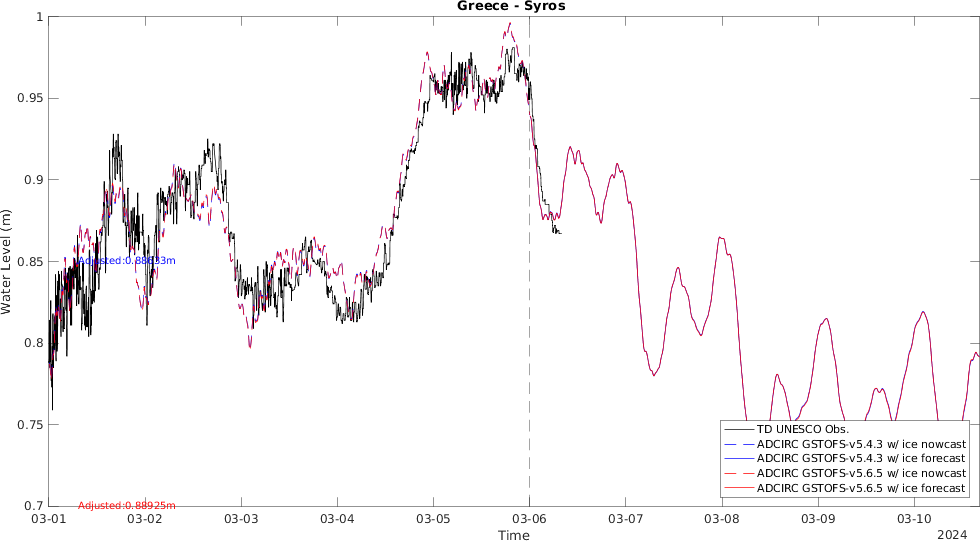 Greece - Syros
1
0.95
0.9
0.85
0.8
0.75
0.7
Water Level (m)
Adjusted:0.88633m
Adjusted:0.88925m
TD UNESCO Obs.
ADCIRC GSTOFS-v5.4.3 w/ ice nowcast
ADCIRC GSTOFS-v5.4.3 w/ ice forecast
ADCIRC GSTOFS-v5.6.5 w/ ice nowcast
ADCIRC GSTOFS-v5.6.5 w/ ice forecast
03-01 03-02 03-03 03-04 03-05 03-06 03-07 03-08 03-09 03-10
Time
2024